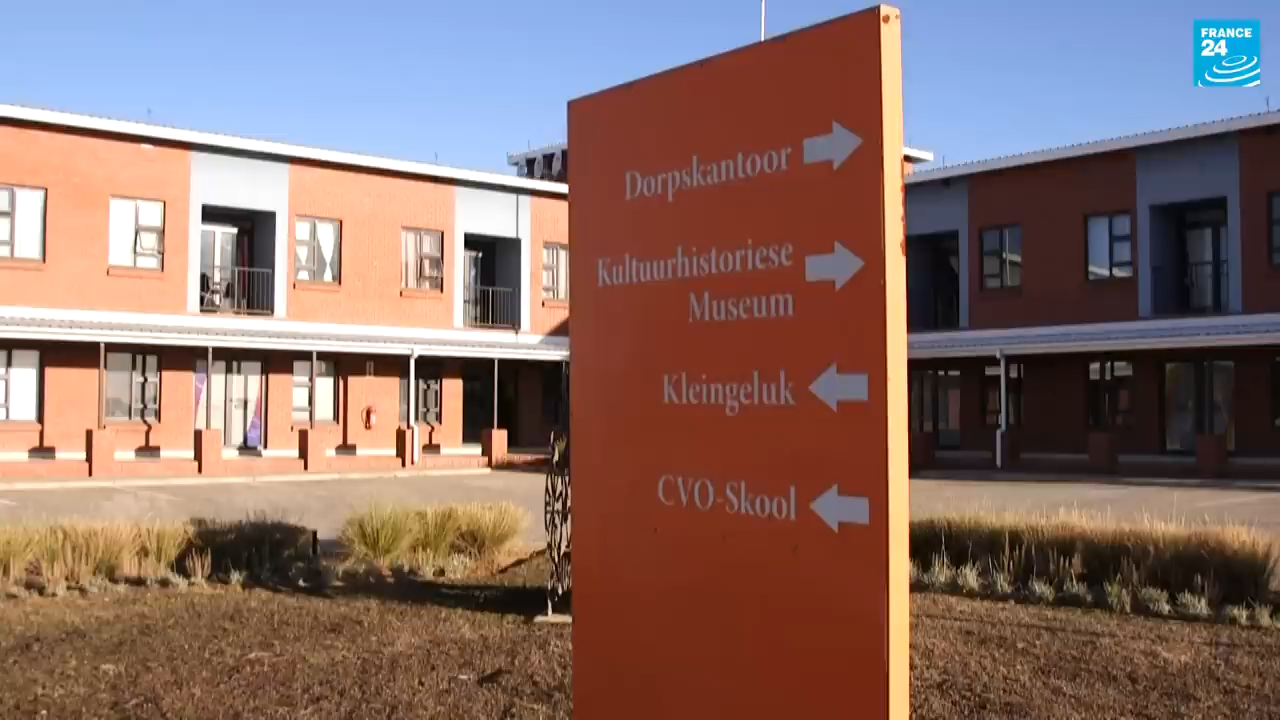 FRANCE
24
Dorpskantoor
Kultuurhistoriese
Museum
Kleingeluk
CVO-Skool